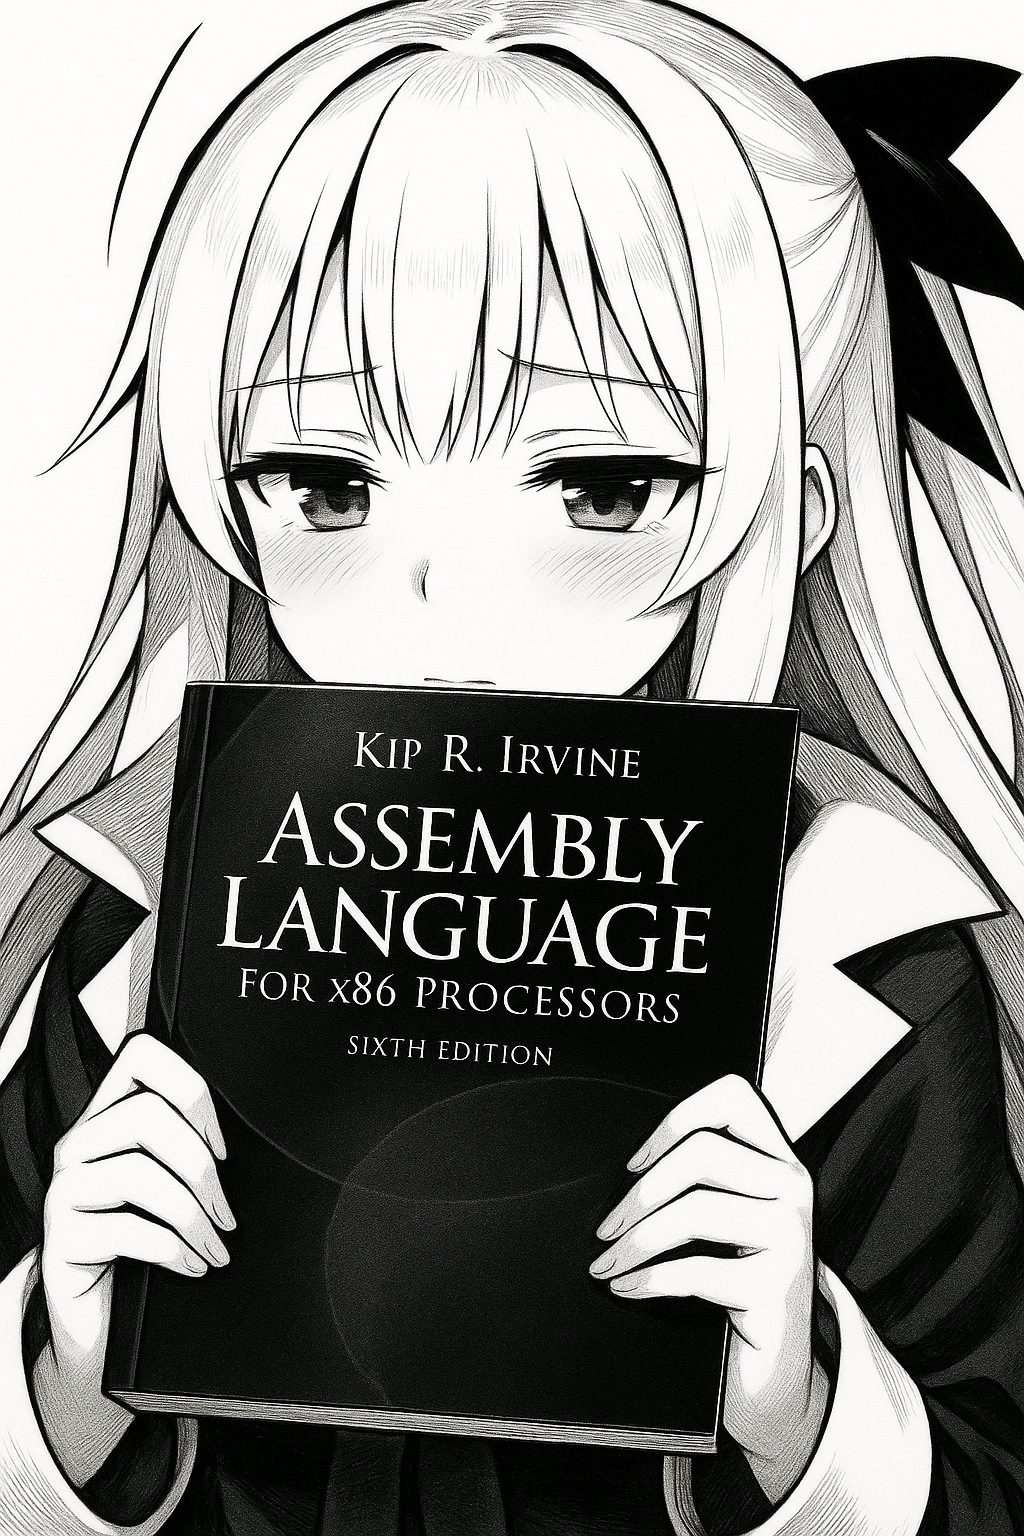 Kip R. Irvine
Assembly
Language
for x86 Processors
Sixth Edition